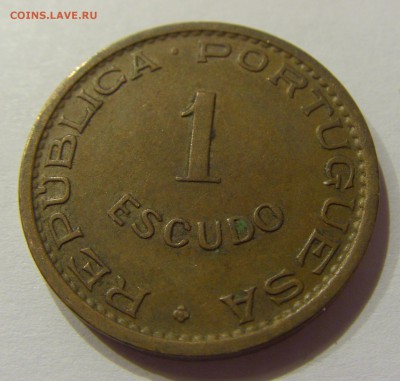 COINS.LAVE.RU
REPUBLICA · PORTUGUESA
1
ESCUDO